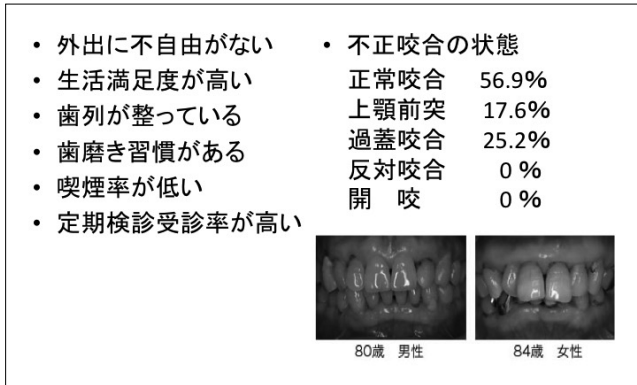 • 外出に不自由がない
• 生活満足度が高い
• 歯列が整っている
• 歯磨き習慣がある
• 喫煙率が低い
• 定期検診受診率が高い
• 不正咬合の状態
正常咬合 56.9%
上顎前突 17.6%
過蓋咬合 25.2%
反対咬合 0 %
開 咬 0 %
80歳 男性
84歳 女性